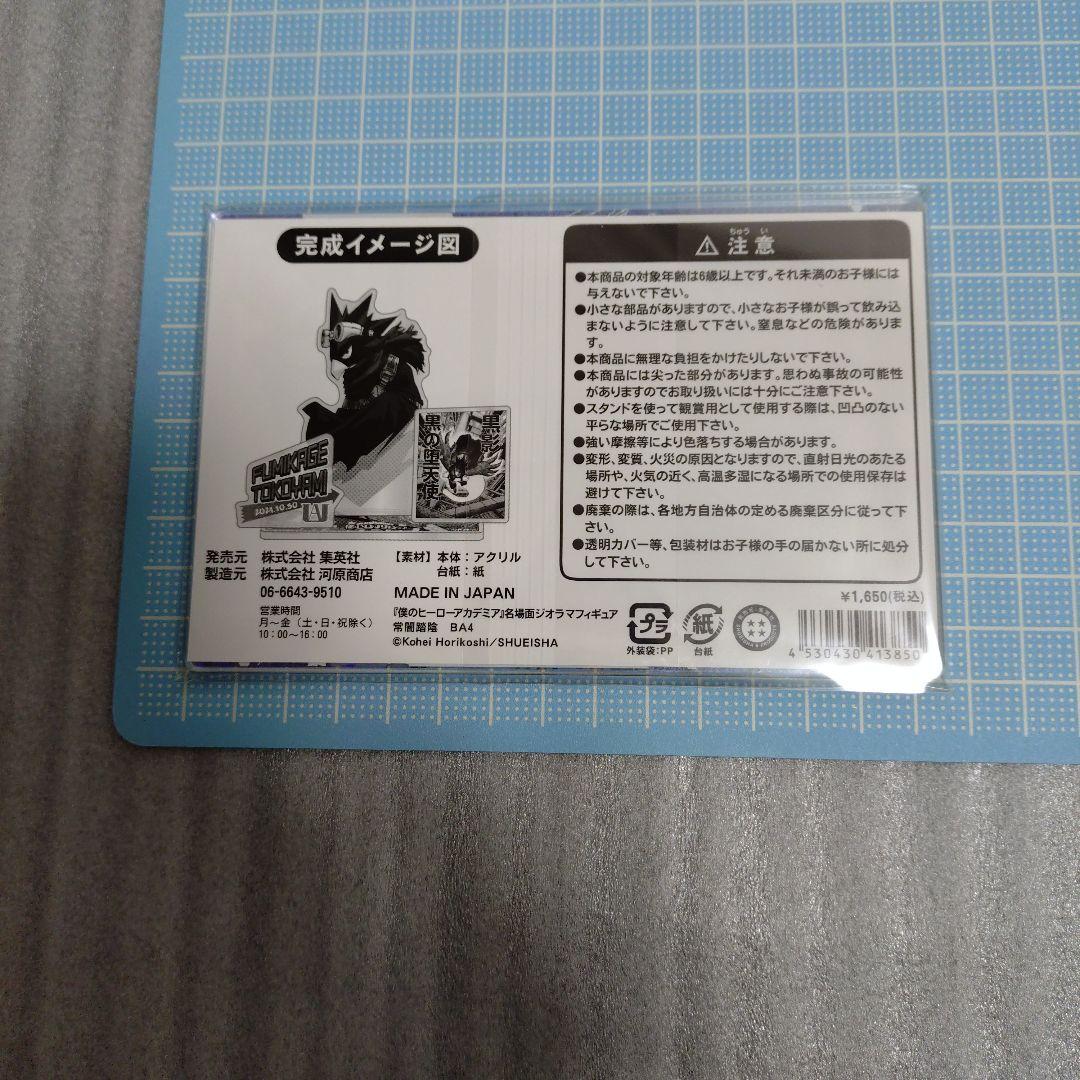 完成イメージ図
FUMIKAGE
TOKOYAMI
2021.10.30
UA
黒影
黒の堕天使
発売元 株式会社 集英社
製造元 株式会社 河原商店
06-6643-9510
営業時間
月～金（土・日・祝除く）
10:00～16:00
【素材】本体：アクリル
台紙：紙
MADE IN JAPAN
『僕のヒーローアカデミア』名場面ジオラマフィギュア
常闇踏陰 BA4
©Kohei Horikoshi/SHUEISHA
ちゅうい
⚠注意
●本商品の対象年齢は6歳以上です。それ未満のお子様には
与えないで下さい。
●小さな部品がありますので、小さなお子様が誤って飲み込
まないように注意して下さい。窒息などの危険がありま
す。
●本商品に無理な負担をかけたりしないで下さい。
●本商品には尖った部分があります。思わぬ事故の可能性
がありますのでお取り扱いには十分にご注意下さい。
●スタンドを使って観賞用として使用する際は、凹凸のない
平らな場所でご使用下さい。
●強い摩擦等により色落ちする場合があります。
●変形、変質、火災の原因となりますので、直射日光のあたる
場所や、火気の近く、高温多湿になる場所での使用保存は
避けて下さい。
●廃棄の際は、各地方自治体の定める廃棄区分に従って下
さい。
●透明カバー等、包装材はお子様の手の届かない所に処分
して下さい。
¥1,650(税込)
プラ
外装袋：PP
紙
台紙
4 530430 413850